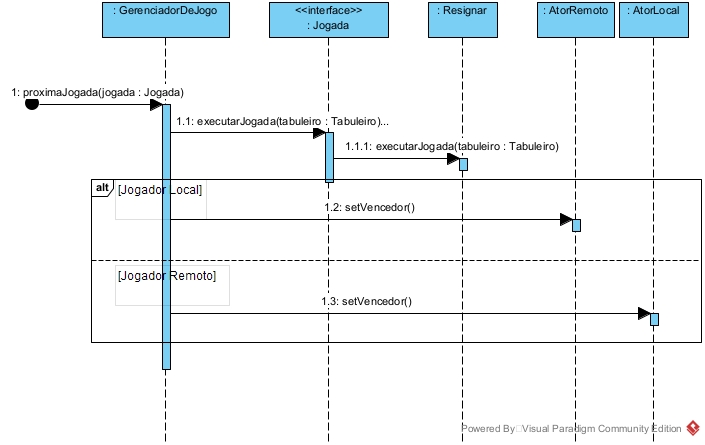 : GerenciadorDeJogo
<<interface>>
: Jogada
: Resignar
: AtorRemoto
: AtorLocal
1: proximaJogada(jogada : Jogada)
1.1: executarJogada(tabuleiro : Tabuleiro)...
1.1.1: executarJogada(tabuleiro : Tabuleiro)
alt
[Jogador Local]
1.2: setVencedor()
[Jogador Remoto]
1.3: setVencedor()
Powered By Visual Paradigm Community Edition